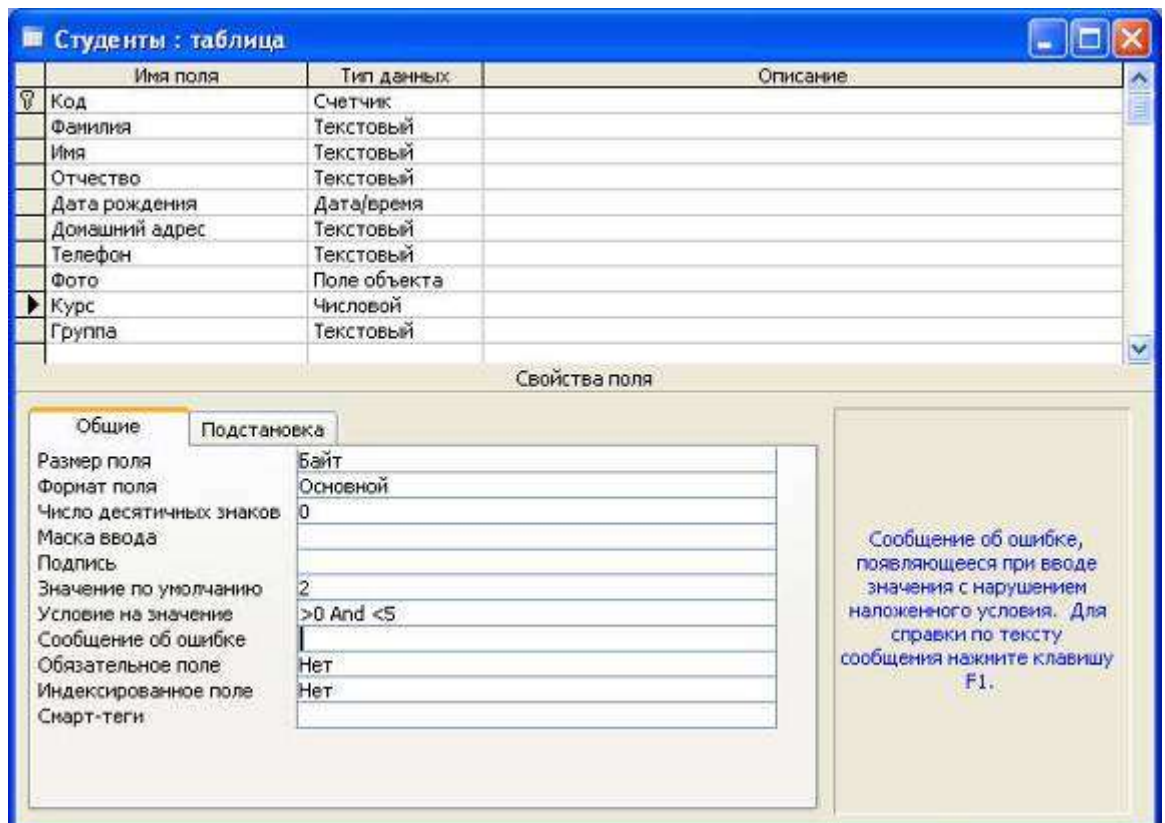 Студенты : таблица
Имя поля Тип данных Описание
Код Счетчик
Фамилия Текстовый
Имя Текстовый
Отчество Текстовый
Дата рождения Дата/время
Домашний адрес Текстовый
Телефон Текстовый
Фото Поле объекта
Курс Числовой
Группа Текстовый
Свойства поля
Общие Подстановка
Размер поля Байт
Формат поля Основной
Число десятичных знаков 0
Маска ввода
Подпись
Значение по умолчанию 2
Условие на значение >0 And <5
Сообщение об ошибке
Обязательное поле Нет
Индексированное поле Нет
Смарт-теги
Сообщение об ошибке,
появляющееся при вводе
значения с нарушением
наложенного условия. Для
справки по тексту
сообщения нажмите клавишу
F1.